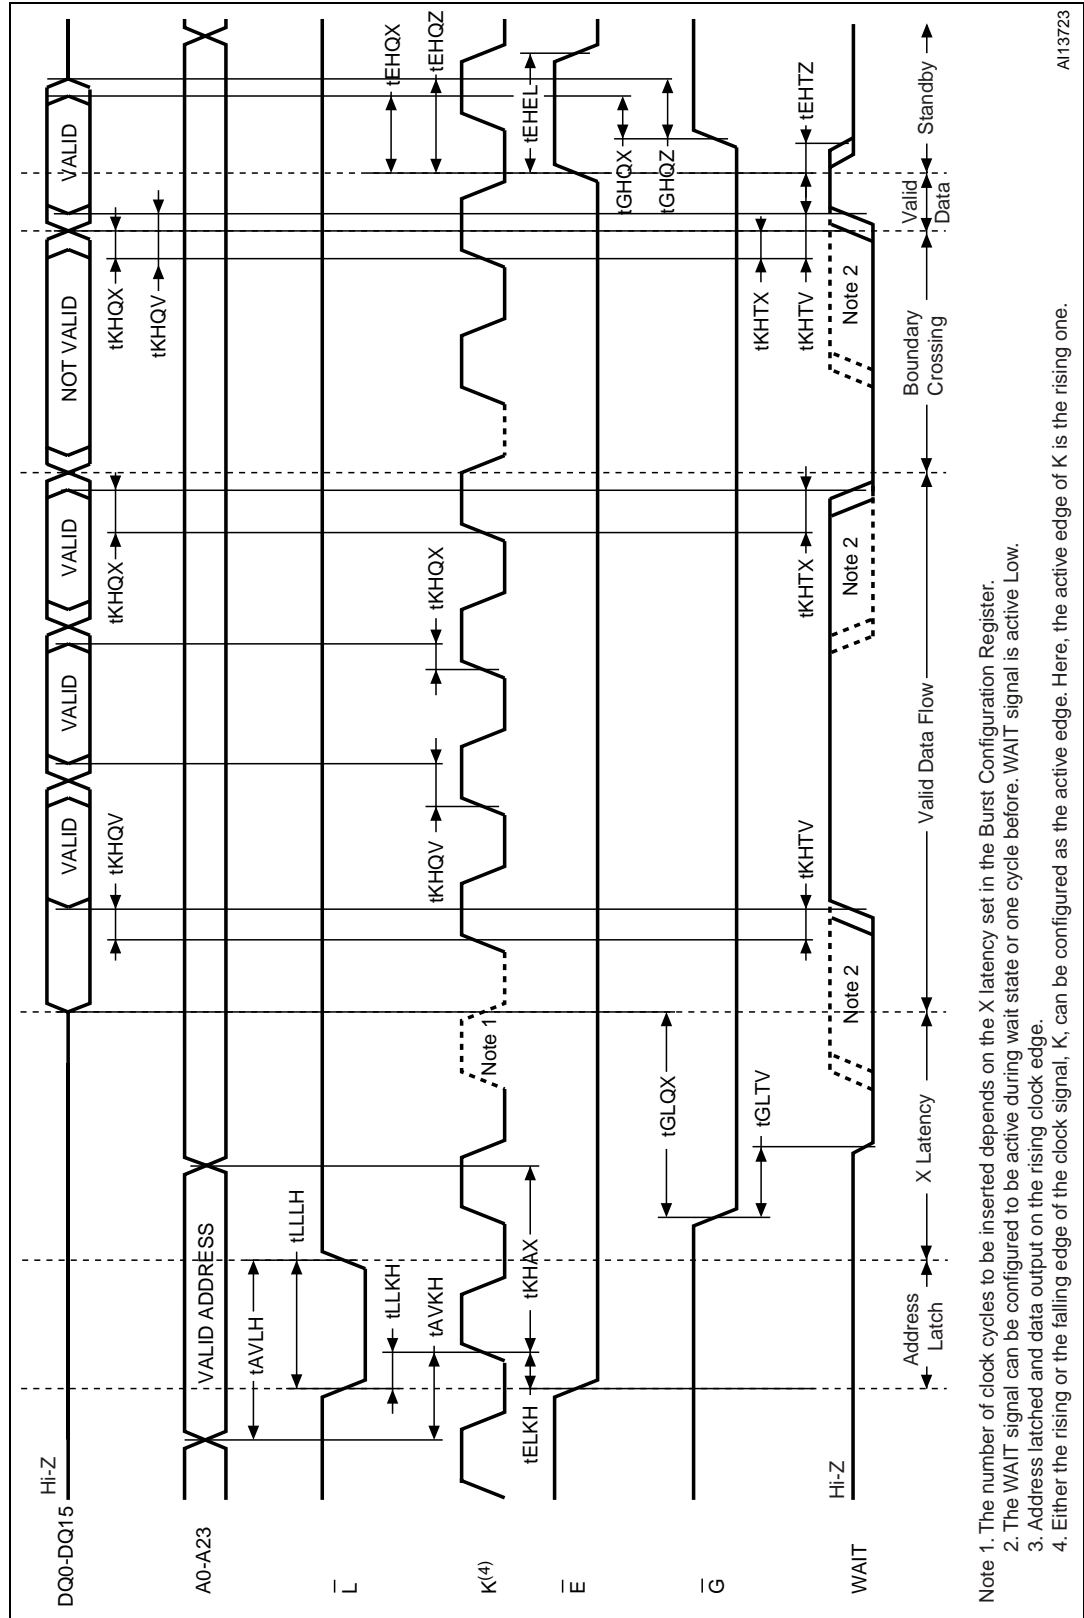 DQ0-DQ15
Hi-Z
VALID
VALID
VALID
NOT VALID
VALID
tKHQV
tKHQX
tKHQX
tKHQV
A0-A23
VALID ADDRESS
tAVLH
L
tLLLH
tLLKH
tAVKH
tKHQV
tKHQX
tEHQX
tEHQZ
K(4)
Note 1
tELKH
tKHAX
tEHEL
E
tGLQX
tGHQX
tGHQZ
G
tGLTV
tKHTV
tKHTX
tKHTX
tKHTV
tEHTZ
WAIT
Hi-Z
Note 2
Note 2
Note 2
Address
Latch
X Latency
Valid Data Flow
Boundary
Crossing
Valid
Data
Standby
Note 1. The number of clock cycles to be inserted depends on the X latency set in the Burst Configuration Register.
2. The WAIT signal can be configured to be active during wait state or one cycle before. WAIT signal is active Low.
3. Address latched and data output on the rising clock edge.
4. Either the rising or the falling edge of the clock signal, K, can be configured as the active edge. Here, the active edge of K is the rising one.
AI13723